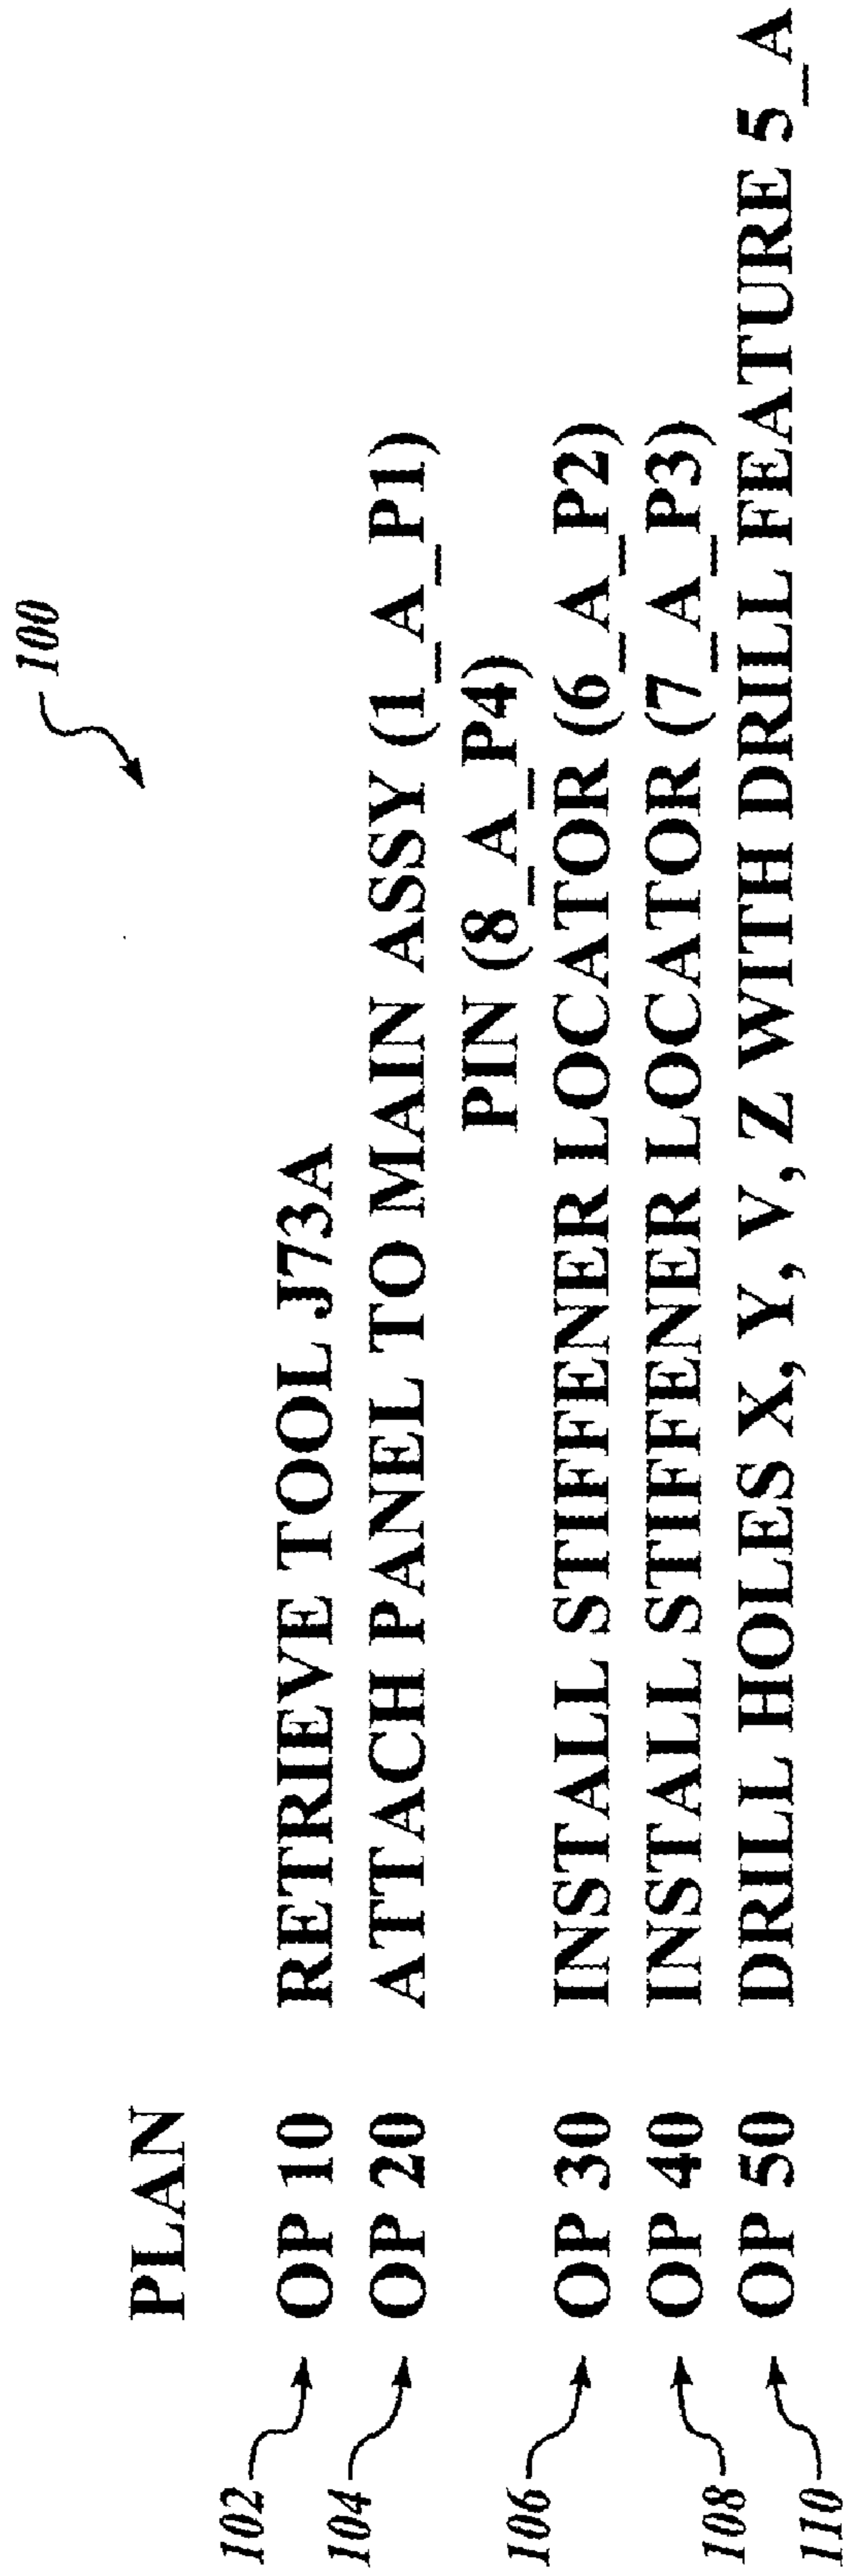 100
PLAN
102 OP 10 RETRIEVE TOOL J73A
104 OP 20 ATTACH PANEL TO MAIN ASSY (1_A_P1)
PIN (8_A_P4)
106 OP 30 INSTALL STIFFENER LOCATOR (6_A_P2)
108 OP 40 INSTALL STIFFENER LOCATOR (7_A_P3)
110 OP 50 DRILL HOLES X, Y, V, Z WITH DRILL FEATURE 5_A